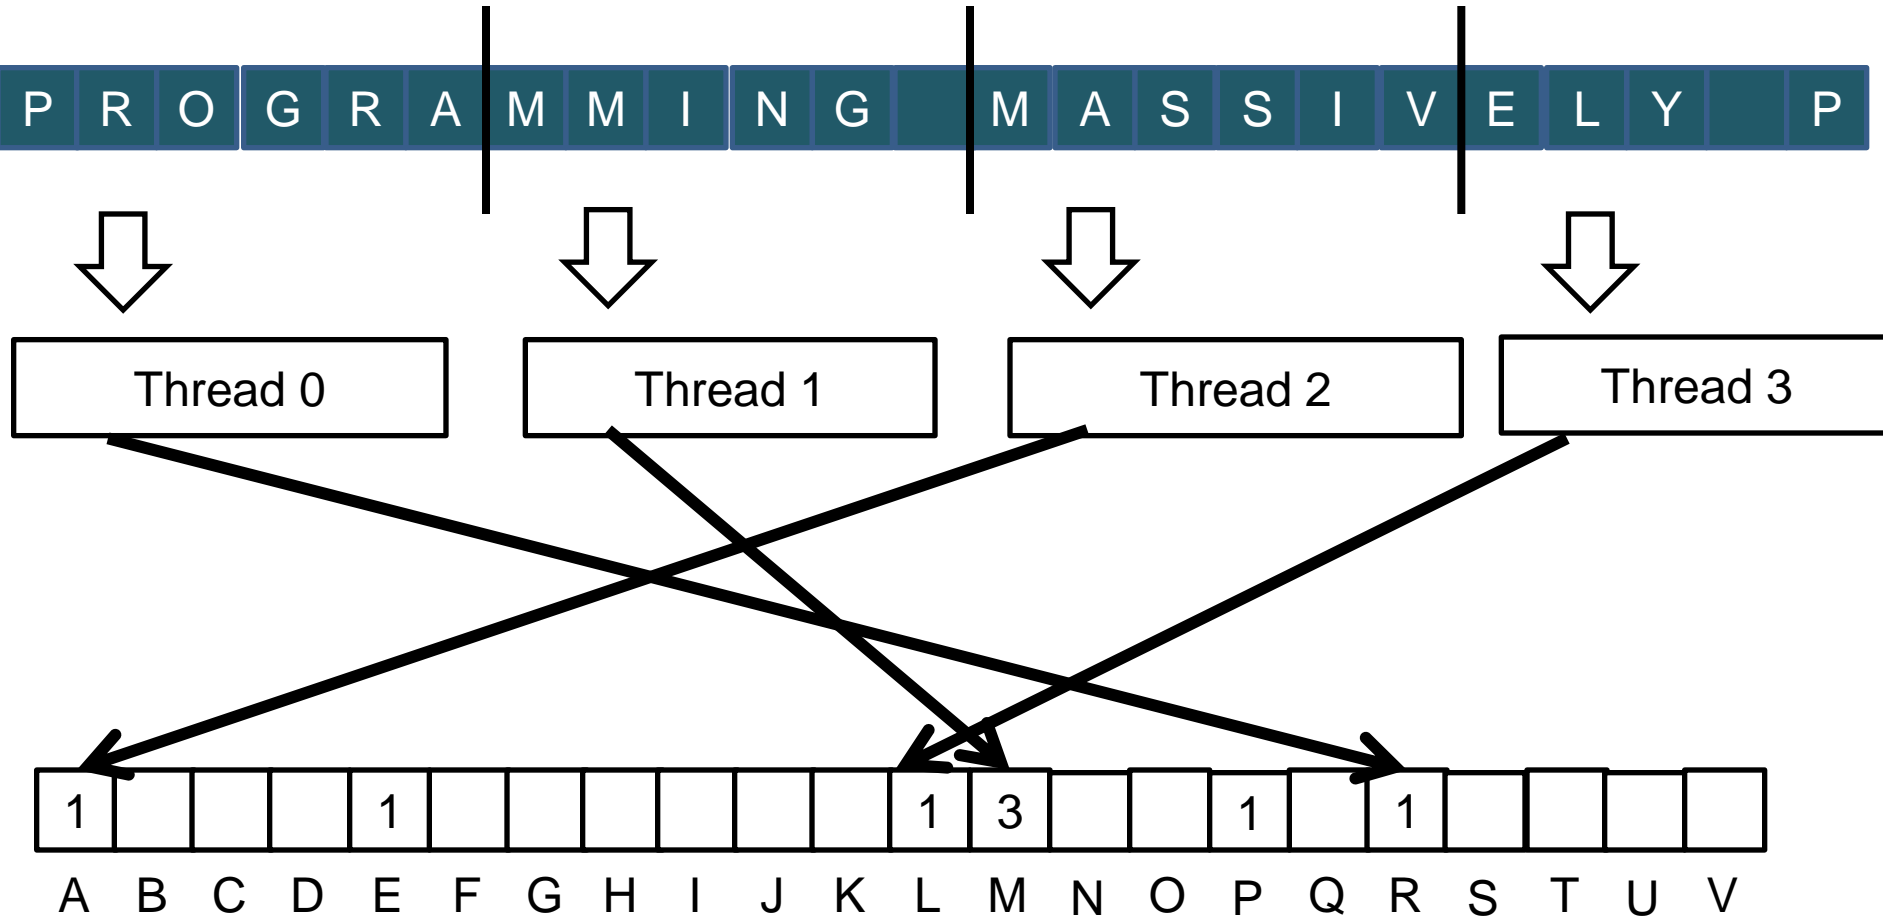 P R O G R A M M I N G M A S S I V E L Y P
Thread 0 Thread 1 Thread 2 Thread 3
1 1 1 3 1 1
A B C D E F G H I J K L M N O P Q R S T U V